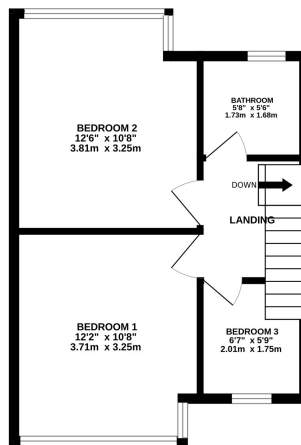 BATHROOM
5'8" x 5'6"
1.73m x 1.68m
BEDROOM 2
12'6" x 10'8"
3.81m x 3.25m
DOWN
LANDING
BEDROOM 1
12'2" x 10'8"
3.71m x 3.25m
BEDROOM 3
6'7" x 5'9"
2.01m x 1.75m